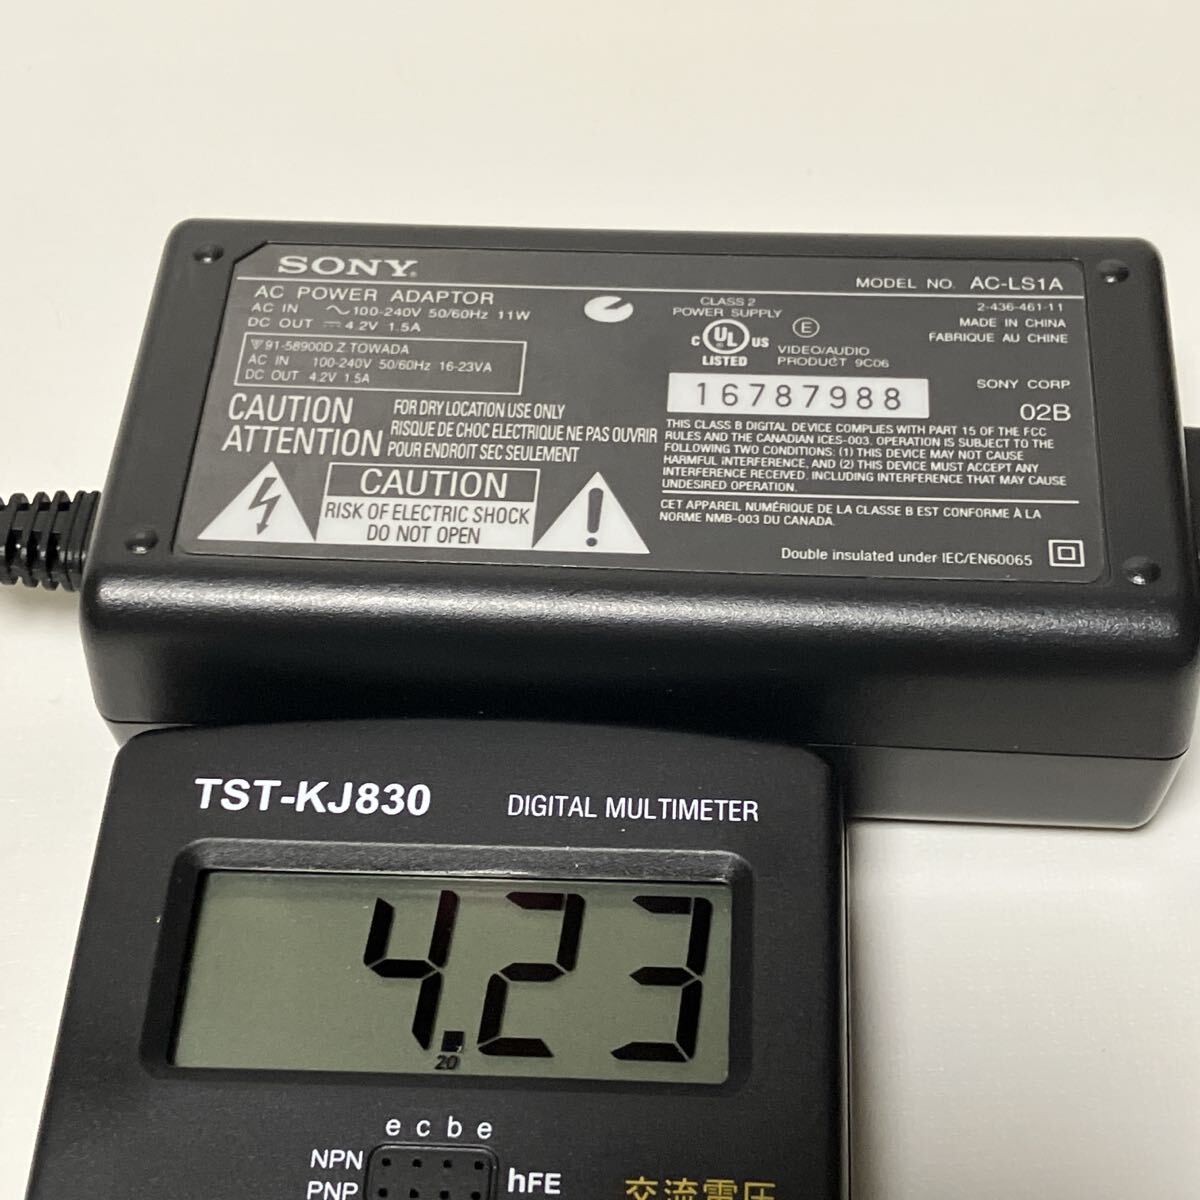 SONY
MODEL NO. AC-LS1A
AC POWER ADAPTOR
AC IN ～100-240V 50/60Hz 11W
DC OUT ⎓ 4.2V 1.5A
91-58900D Z.TOWADA
AC IN 100-240V 50/60Hz 16-23VA
DC OUT 4.2V 1.5A
CAUTION FOR DRY LOCATION USE ONLY
RISQUE DE CHOC ELECTRIQUE NE PAS OUVRIR
ATTENTION POUR ENDROIT SEC SEULEMENT
CAUTION
RISK OF ELECTRIC SHOCK
DO NOT OPEN
CLASS 2
POWER SUPPLY
C UL US
LISTED
E
VIDEO/AUDIO
PRODUCT 9C06
2-436-461-11
MADE IN CHINA
FABRIQUE AU CHINE
16787988
SONY CORP
02B
THIS CLASS B DIGITAL DEVICE COMPLIES WITH PART 15 OF THE FCC
RULES AND THE CANADIAN ICES-003. OPERATION IS SUBJECT TO THE
FOLLOWING TWO CONDITIONS: (1) THIS DEVICE MAY NOT CAUSE
HARMFUL INTERFERENCE, AND (2) THIS DEVICE MUST ACCEPT ANY
INTERFERENCE RECEIVED, INCLUDING INTERFERENCE THAT MAY CAUSE
UNDESIRED OPERATION.
CET APPAREIL NUMÉRIQUE DE LA CLASSE B EST CONFORME À LA
NORME NMB-003 DU CANADA.
Double insulated under IEC/EN60065
TST-KJ830
DIGITAL MULTIMETER
4.23
20
e c b e
NPN
PNP
hFE
交流電圧